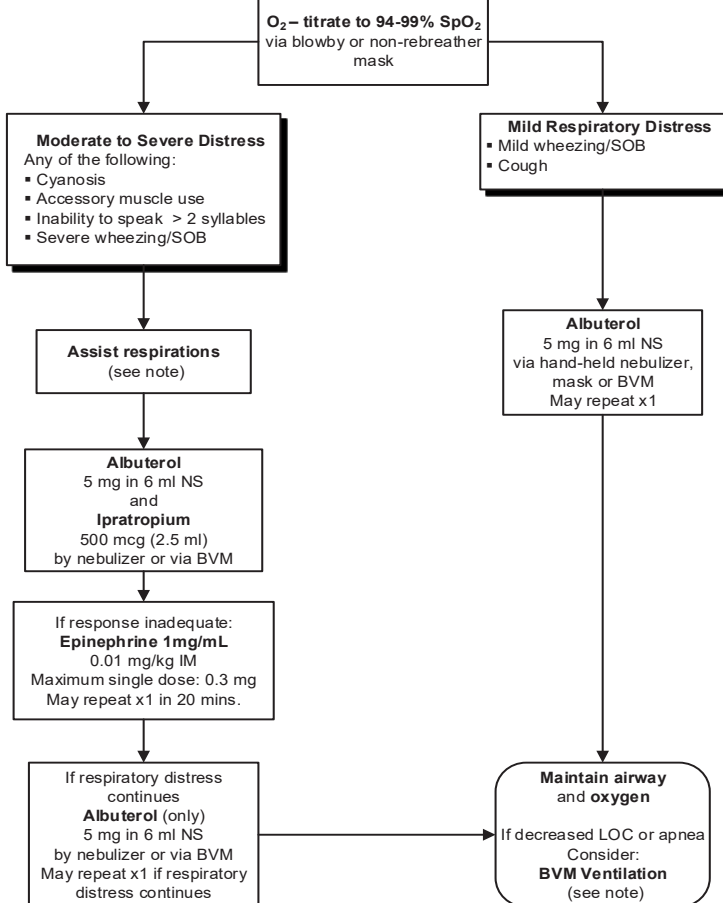 O₂ – titrate to 94-99% SpO₂
via blowby or non-rebreather
mask
Moderate to Severe Distress
Any of the following:
▪ Cyanosis
▪ Accessory muscle use
▪ Inability to speak > 2 syllables
▪ Severe wheezing/SOB
Mild Respiratory Distress
▪ Mild wheezing/SOB
▪ Cough
Assist respirations
(see note)
Albuterol
5 mg in 6 ml NS
via hand-held nebulizer,
mask or BVM
May repeat x1
Albuterol
5 mg in 6 ml NS
and
Ipratropium
500 mcg (2.5 ml)
by nebulizer or via BVM
If response inadequate:
Epinephrine 1mg/mL
0.01 mg/kg IM
Maximum single dose: 0.3 mg
May repeat x1 in 20 mins.
If respiratory distress
continues
Albuterol (only)
5 mg in 6 ml NS
by nebulizer or via BVM
May repeat x1 if respiratory
distress continues
Maintain airway
and oxygen
If decreased LOC or apnea
Consider:
BVM Ventilation
(see note)